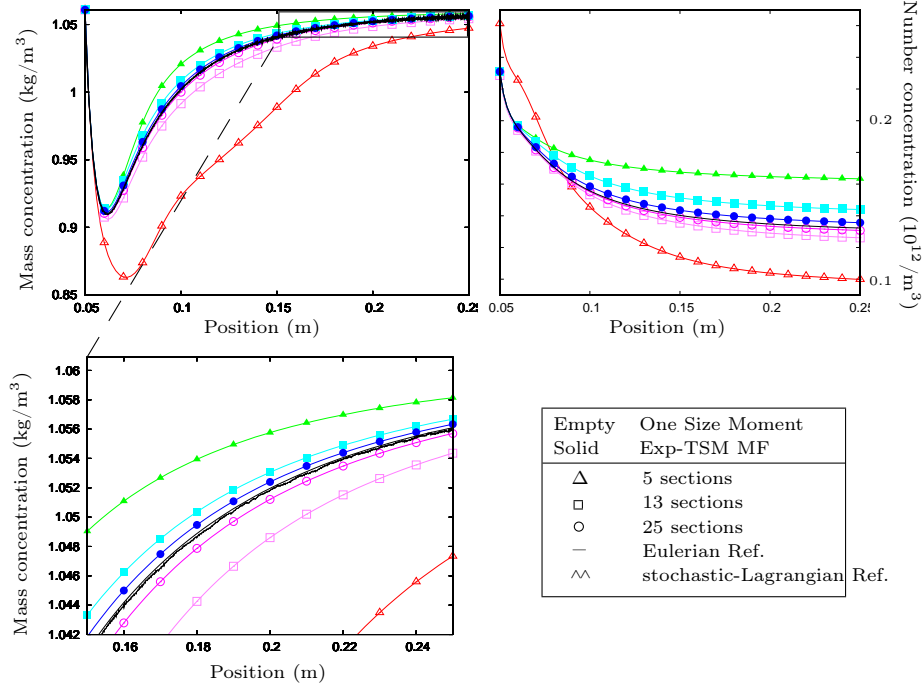 Mass concentration (kg/m³)
1.05
1
0.95
0.9
0.85
0.05
0.1
0.15
0.2
0.25
Position (m)
Number concentration (10¹²/m³)
0.2
0.1
0.05
0.1
0.15
0.2
0.25
Position (m)
Mass concentration (kg/m³)
1.06
1.058
1.056
1.054
1.052
1.05
1.048
1.046
1.044
1.042
0.16
0.18
0.2
0.22
0.24
Position (m)
Empty One Size Moment
Solid Exp-TSM MF
5 sections
13 sections
25 sections
Eulerian Ref.
stochastic-Lagrangian Ref.